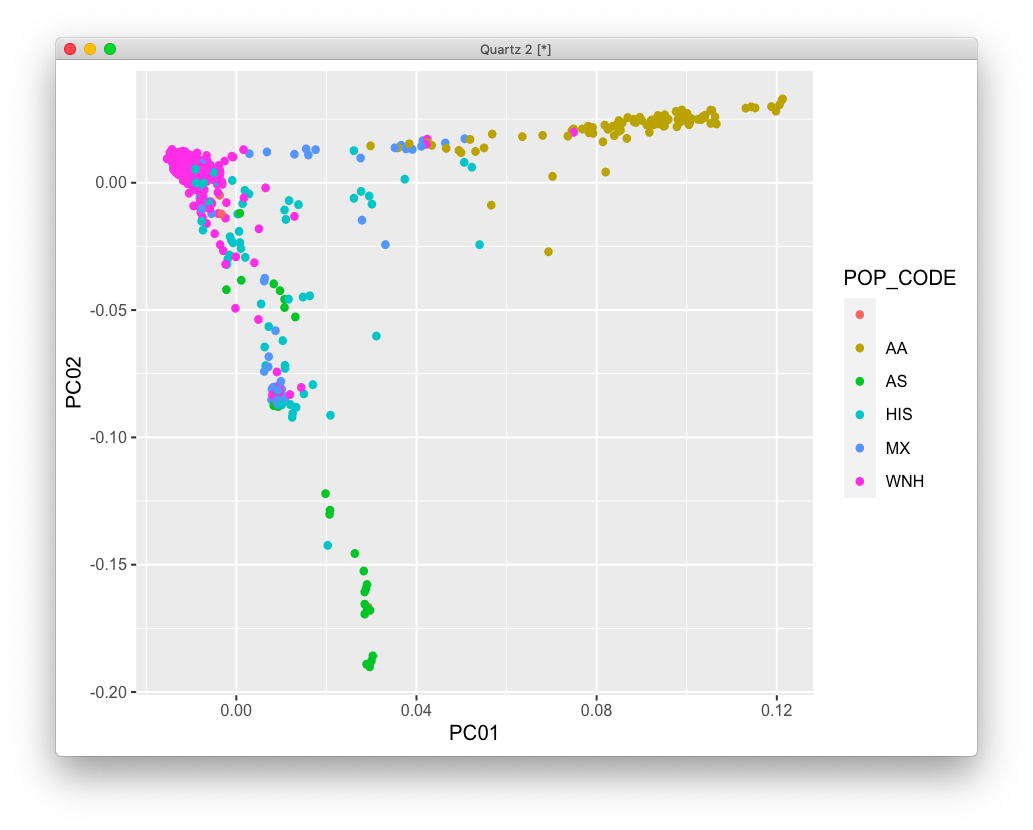 Quartz 2 [*]
0.00
-0.05
-0.10
-0.15
-0.20
PC02
0.00 0.04 0.08 0.12
PC01
POP_CODE
AA
AS
HIS
MX
WNH